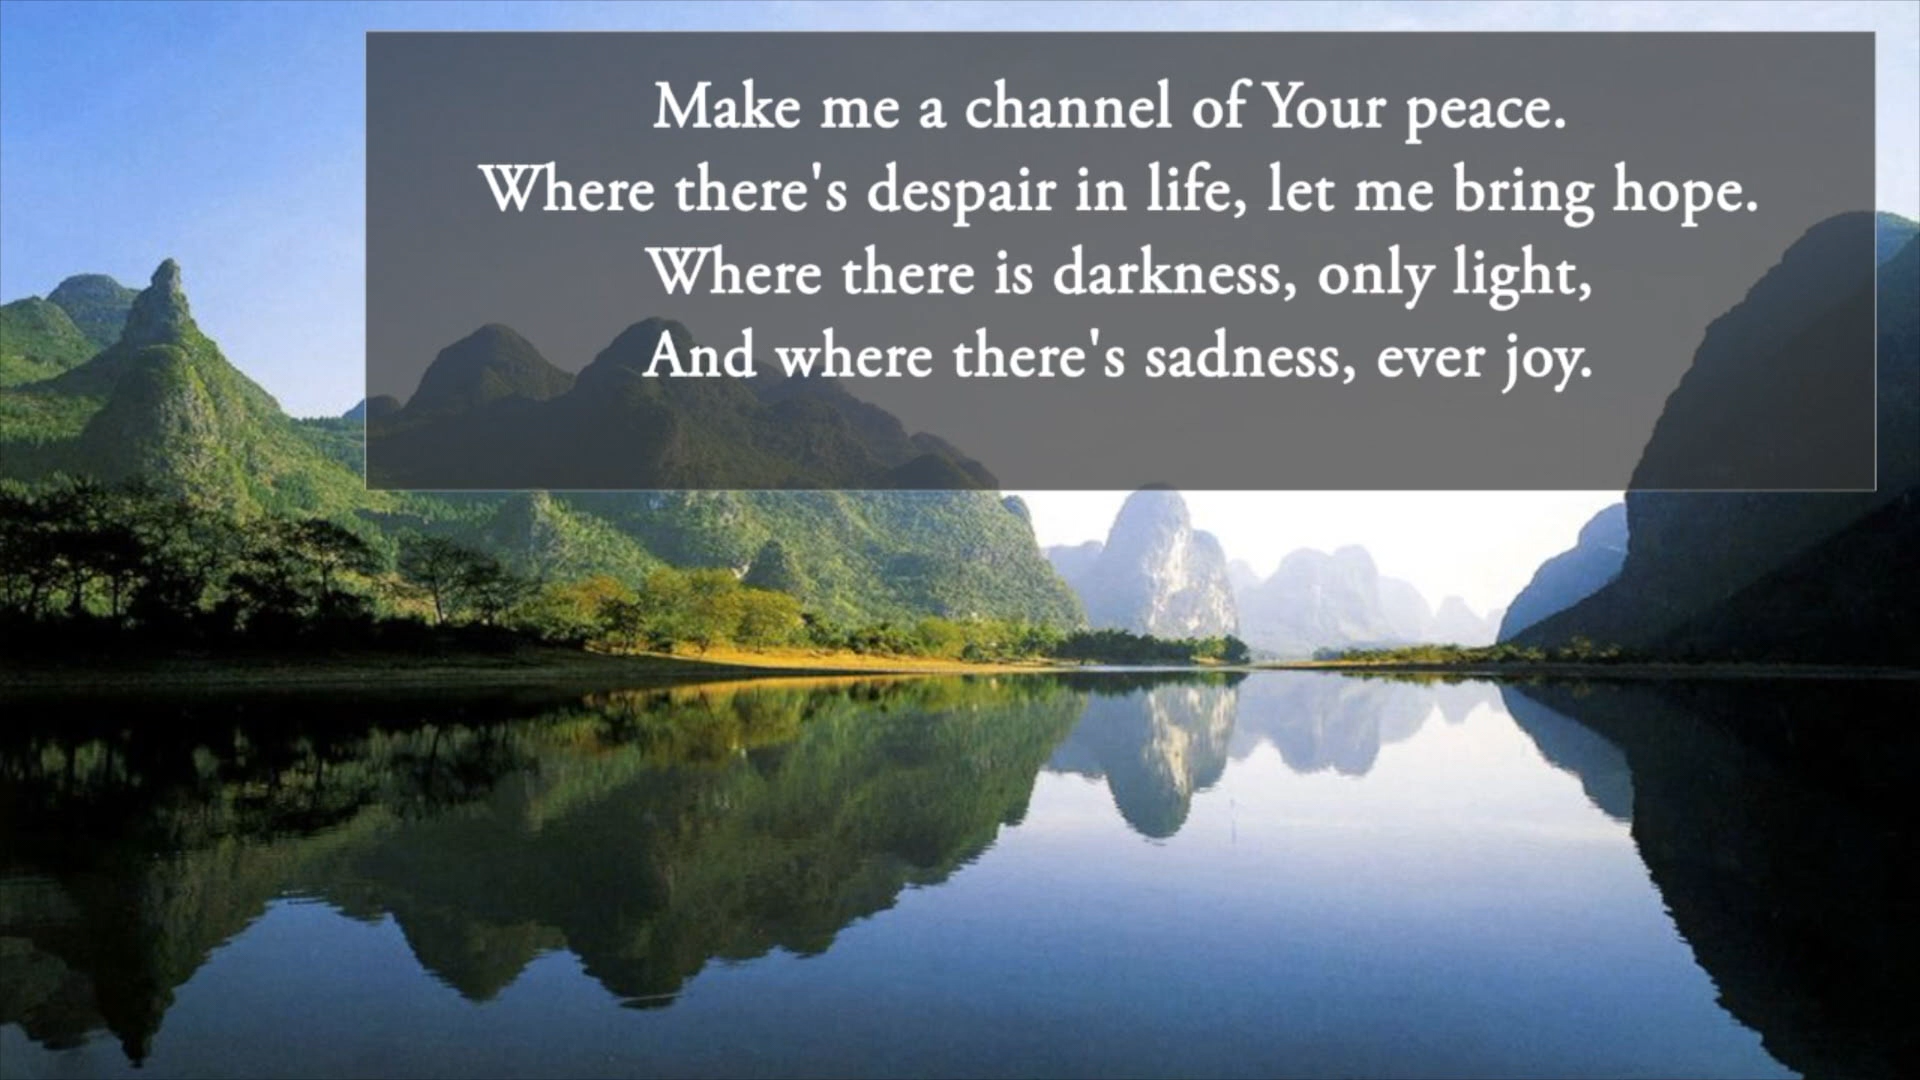 Make me a channel of Your peace.
Where there's despair in life, let me bring hope.
Where there is darkness, only light,
And where there's sadness, ever joy.